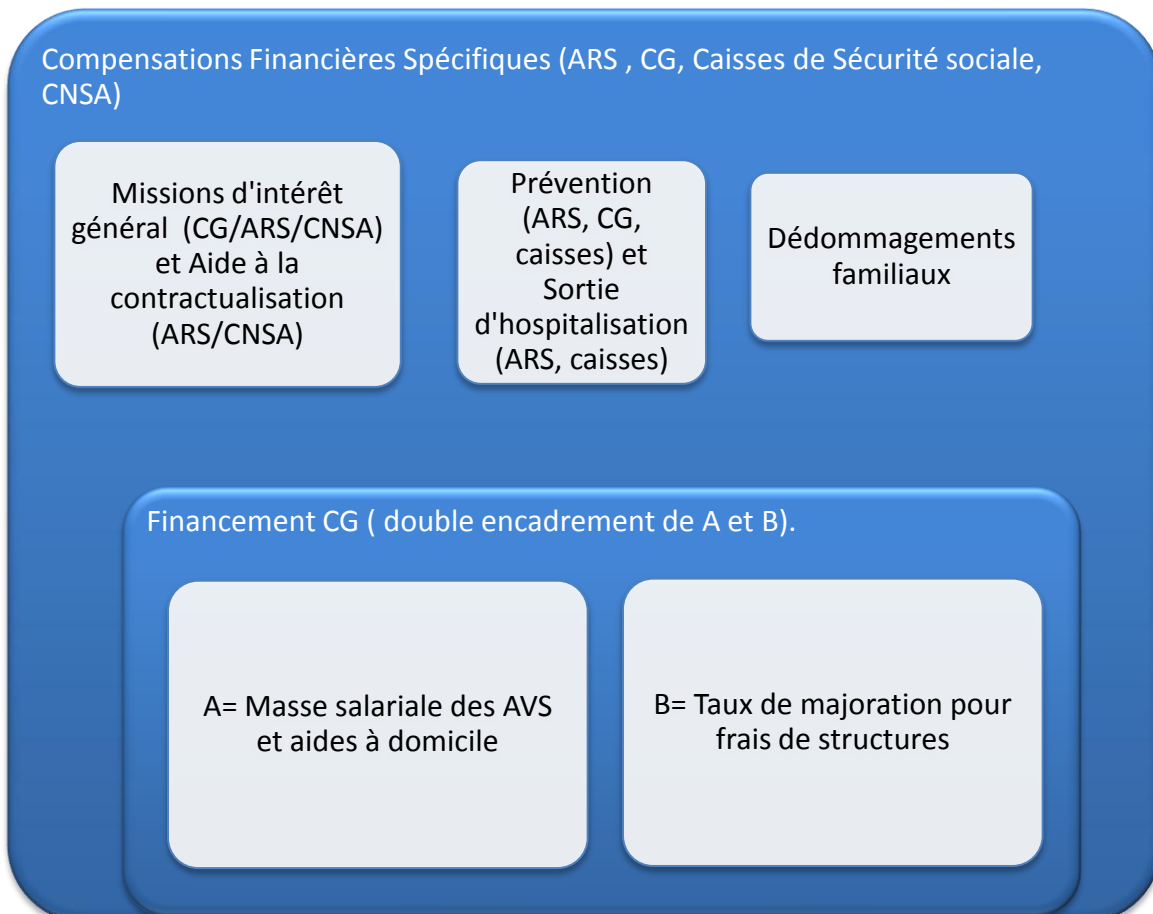 Compensations Financières Spécifiques (ARS , CG, Caisses de Sécurité sociale,
CNSA)
Missions d'intérêt
général (CG/ARS/CNSA)
et Aide à la
contractualisation
(ARS/CNSA)
Prévention
(ARS, CG,
caisses) et
Sortie
d'hospitalisation
(ARS, caisses)
Dédommagements
familiaux
Financement CG ( double encadrement de A et B).
A= Masse salariale des AVS
et aides à domicile
B= Taux de majoration pour
frais de structures